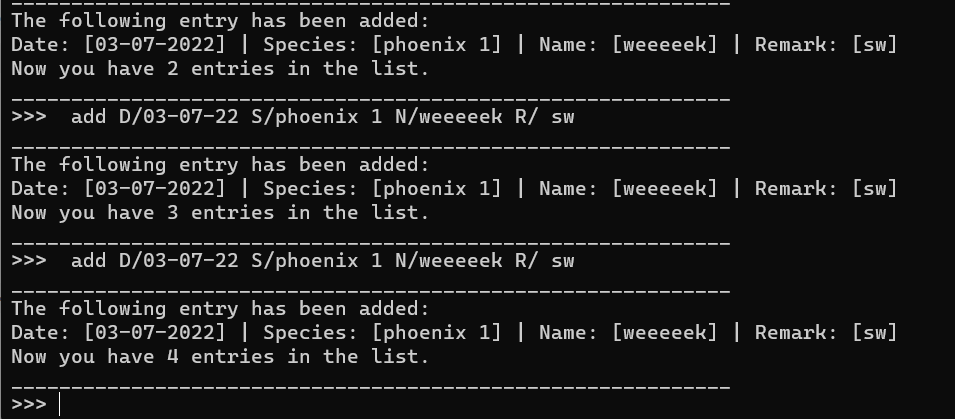 ____________________________________________________________
The following entry has been added:
Date: [03-07-2022] | Species: [phoenix 1] | Name: [weeeeek] | Remark: [sw]
Now you have 2 entries in the list.
____________________________________________________________
>>>  add D/03-07-22 S/phoenix 1 N/weeeeek R/ sw
____________________________________________________________
The following entry has been added:
Date: [03-07-2022] | Species: [phoenix 1] | Name: [weeeeek] | Remark: [sw]
Now you have 3 entries in the list.
____________________________________________________________
>>>  add D/03-07-22 S/phoenix 1 N/weeeeek R/ sw
____________________________________________________________
The following entry has been added:
Date: [03-07-2022] | Species: [phoenix 1] | Name: [weeeeek] | Remark: [sw]
Now you have 4 entries in the list.
____________________________________________________________
>>>